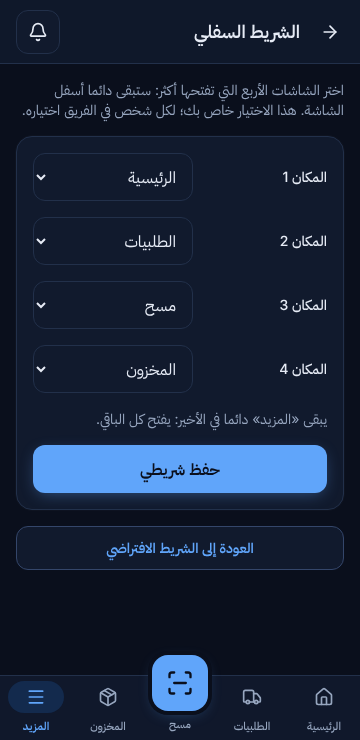 الشريط السفلي
اختر الشاشات الأربع التي تفتحها أكثر: ستبقى دائما أسفل
الشاشة. هذا الاختيار خاص بك؛ لكل شخص في الفريق اختياره.
المكان 1
الرئيسية
المكان 2
الطلبيات
المكان 3
مسح
المكان 4
المخزون
يبقى «المزيد» دائما في الأخير: يفتح كل الباقي.
حفظ شريطي
العودة إلى الشريط الافتراضي
الرئيسية
الطلبيات
مسح
المخزون
المزيد